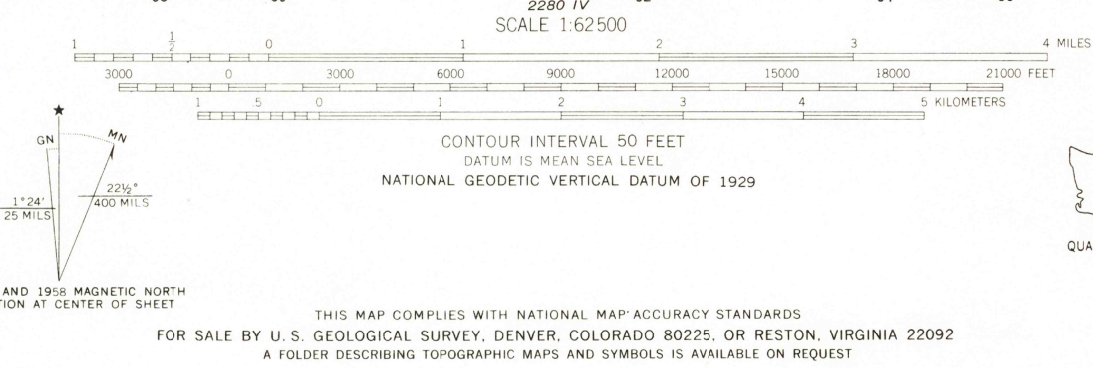 2280 IV
SCALE 1:62500
1 ½ 0 1 2 3 4 MILES
3000 0 3000 6000 9000 12000 15000 18000 21000 FEET
1 .5 0 1 2 3 4 5 KILOMETERS
★
GN MN
CONTOUR INTERVAL 50 FEET
DATUM IS MEAN SEA LEVEL
NATIONAL GEODETIC VERTICAL DATUM OF 1929
22½°
400 MILS
1°24'
25 MILS
QUA
AND 1958 MAGNETIC NORTH
TION AT CENTER OF SHEET
THIS MAP COMPLIES WITH NATIONAL MAP ACCURACY STANDARDS
FOR SALE BY U. S. GEOLOGICAL SURVEY, DENVER, COLORADO 80225, OR RESTON, VIRGINIA 22092
A FOLDER DESCRIBING TOPOGRAPHIC MAPS AND SYMBOLS IS AVAILABLE ON REQUEST